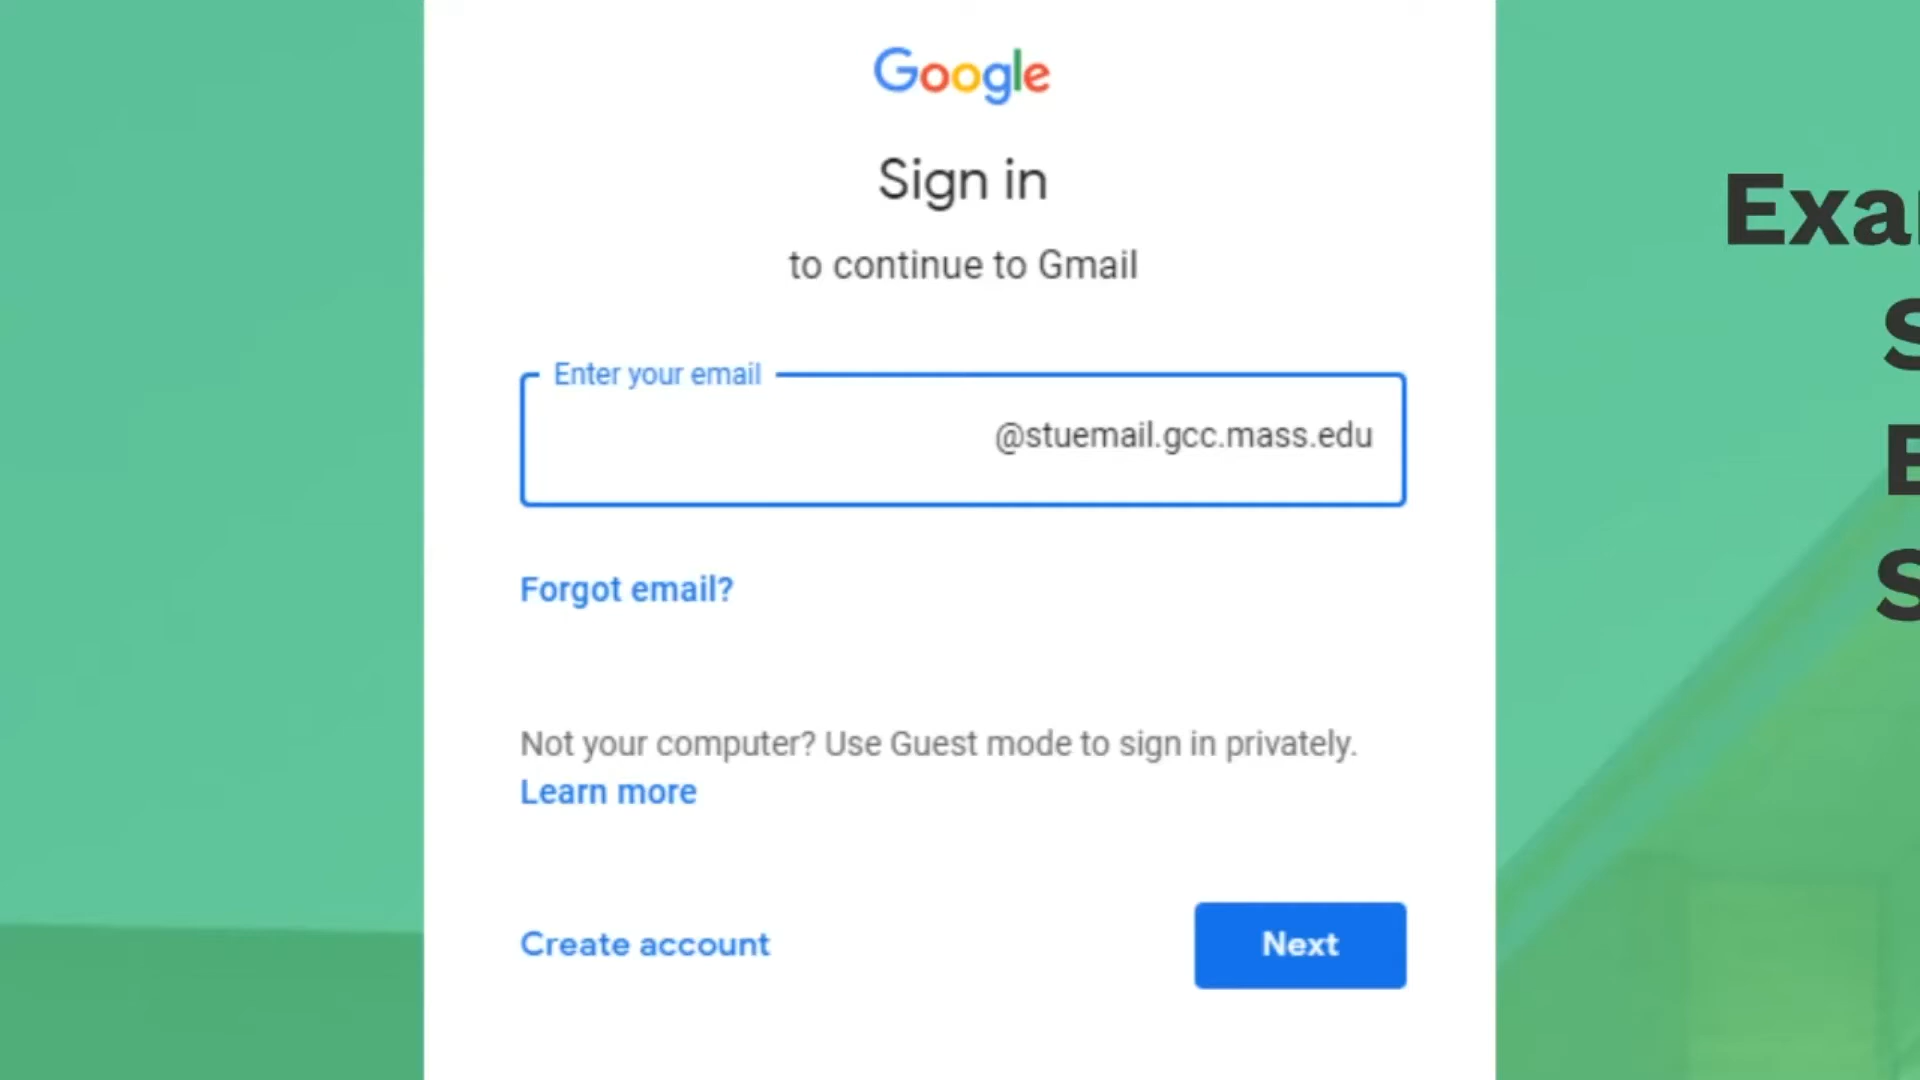 Google
Sign in
to continue to Gmail
Enter your email
@stuemail.gcc.mass.edu
Forgot email?
Not your computer? Use Guest mode to sign in privately.
Learn more
Create account
Next